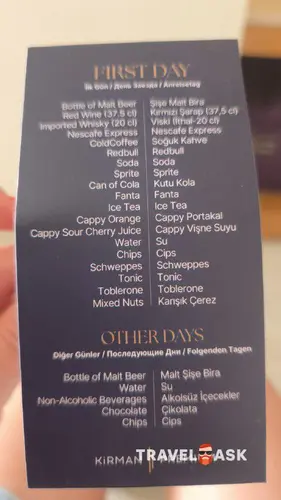 FIRST DAY
İlk Gün / День Заезда / Anreisetag
Bottle of Malt Beer Şişe Malt Bira
Red Wine (37,5 cl) Kırmızı Şarap (37,5 cl)
Imported Whisky (20 cl) Viski (İthal-20 cl)
Nescafe Express Nescafe Express
ColdCoffee Soğuk Kahve
Redbull Redbull
Soda Soda
Sprite Sprite
Can of Cola Kutu Kola
Fanta Fanta
Ice Tea Ice Tea
Cappy Orange Cappy Portakal
Cappy Sour Cherry Juice Cappy Vişne Suyu
Water Su
Chips Cips
Schweppes Schweppes
Tonic Tonic
Toblerone Toblerone
Mixed Nuts Karışık Çerez
OTHER DAYS
Diğer Günler / Последующие Дни / Folgenden Tagen
Bottle of Malt Beer Malt Şişe Bira
Water Su
Non-Alcoholic Beverages Alkolsüz İçecekler
Chocolate Çikolata
Chips Cips
KiRMAN
TRAVEL ASK